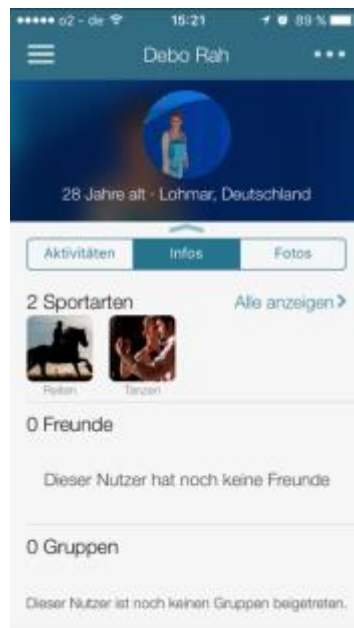 o2 - de 15:21 89 %
Debo Rah
28 Jahre alt - Lohmar, Deutschland
Aktivitäten Infos Fotos
2 Sportarten Alle anzeigen >
Reiten Tanzen
0 Freunde
Dieser Nutzer hat noch keine Freunde
0 Gruppen
Dieser Nutzer ist noch keinen Gruppen beigetreten.